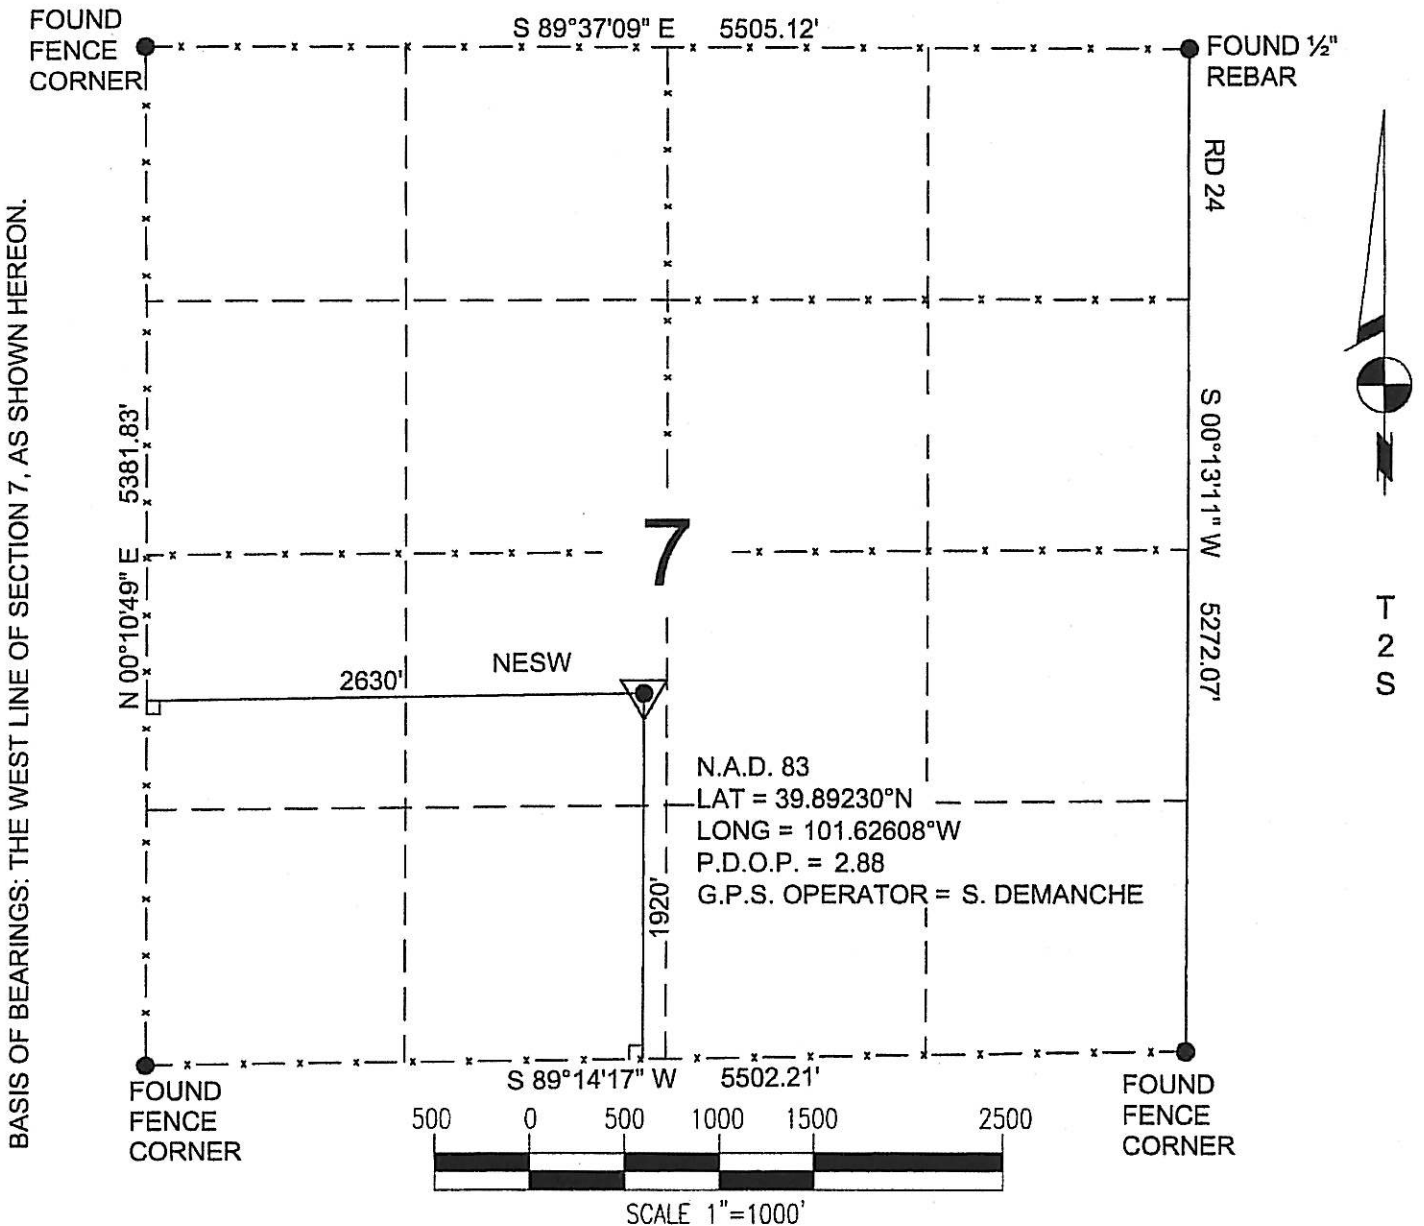 FOUND
FENCE
CORNER
S 89°37'09" E 5505.12'
FOUND ½"
REBAR
RD 24
BASIS OF BEARINGS: THE WEST LINE OF SECTION 7, AS SHOWN HEREON.
N 00°10'49" E 5381.83'
S 00°13'11" W 5272.07'
7
N
T
2
S
2630'
NESW
N.A.D. 83
LAT = 39.89230°N
LONG = 101.62608°W
P.D.O.P. = 2.88
G.P.S. OPERATOR = S. DEMANCHE
1920'
S 89°14'17" W 5502.21'
FOUND
FENCE
CORNER
FOUND
FENCE
CORNER
500 0 500 1000 1500 2500
SCALE 1"=1000'